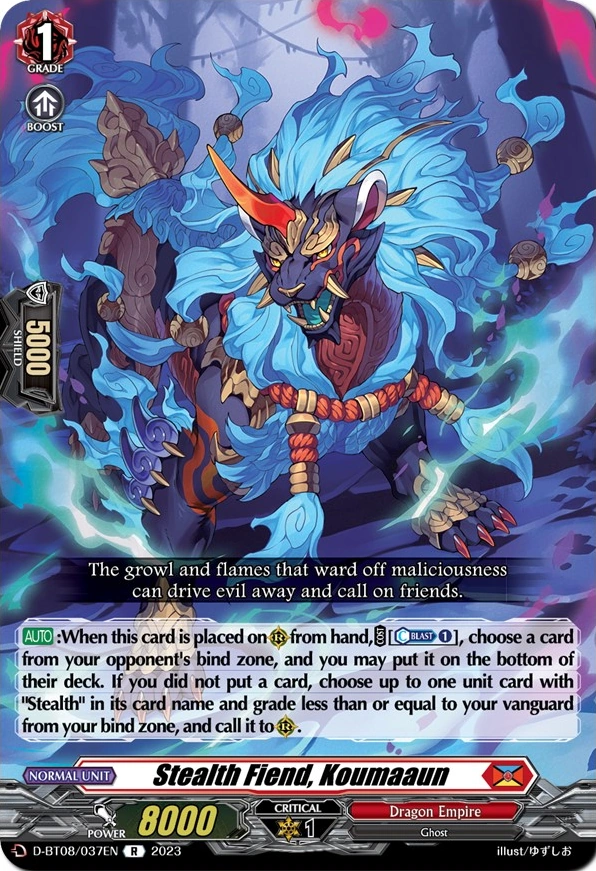 1
GRADE
BOOST
5000
SHIELD
The growl and flames that ward off maliciousness
can drive evil away and call on friends.
AUTO :When this card is placed on R from hand, COST [C BLAST 1], choose a card
from your opponent's bind zone, and you may put it on the bottom of
their deck. If you did not put a card, choose up to one unit card with
"Stealth" in its card name and grade less than or equal to your vanguard
from your bind zone, and call it to R.
NORMAL UNIT
Stealth Fiend, Koumaaun
POWER 8000
CRITICAL
1
Dragon Empire
Ghost
D-BT08/037EN R 2023
illust/ゆずしお